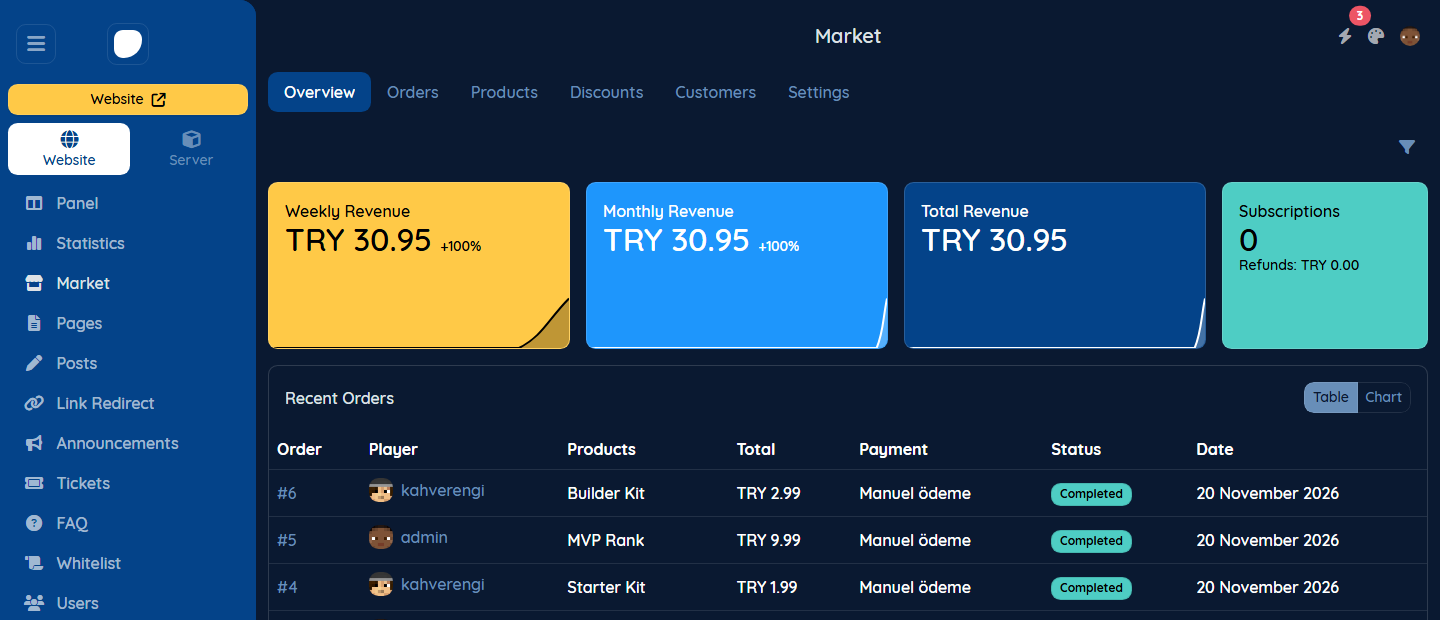 Market
3
Website
Website
Server
Panel
Statistics
Market
Pages
Posts
Link Redirect
Announcements
Tickets
FAQ
Whitelist
Users
Overview Orders Products Discounts Customers Settings
Weekly Revenue
TRY 30.95 +100%
Monthly Revenue
TRY 30.95 +100%
Total Revenue
TRY 30.95
Subscriptions
0
Refunds: TRY 0.00
Recent Orders
Table Chart
Order Player Products Total Payment Status Date
#6 kahverengi Builder Kit TRY 2.99 Manuel ödeme Completed 20 November 2026
#5 admin MVP Rank TRY 9.99 Manuel ödeme Completed 20 November 2026
#4 kahverengi Starter Kit TRY 1.99 Manuel ödeme Completed 20 November 2026